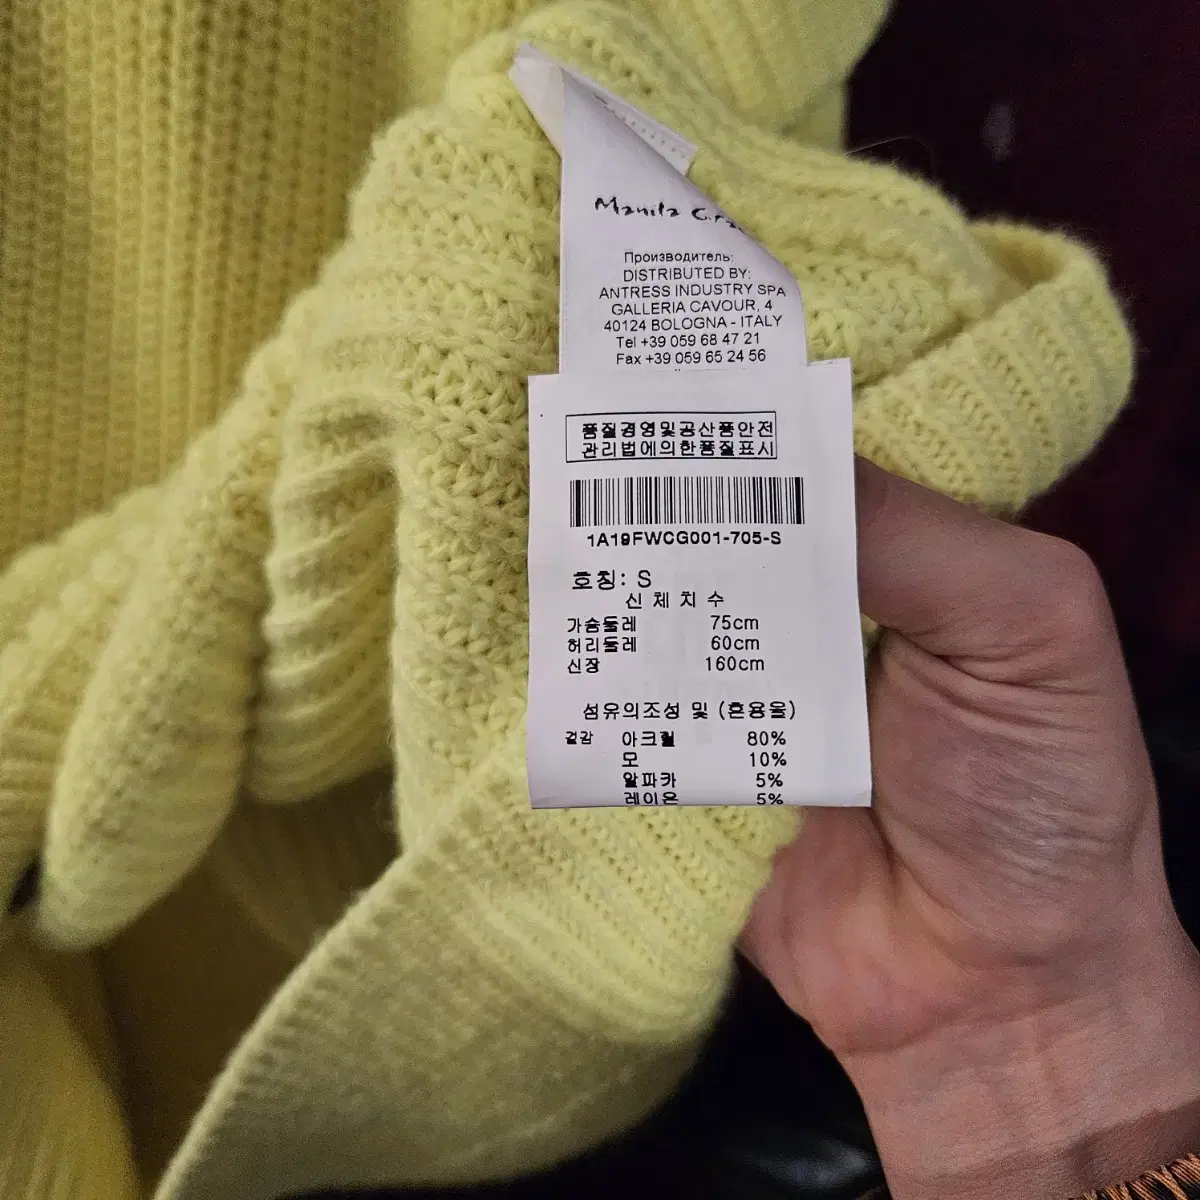 Manila
Производитель:
DISTRIBUTED BY:
ANTRESS INDUSTRY SPA
GALLERIA CAVOUR, 4
40124 BOLOGNA - ITALY
Tel +39 059 68 47 21
Fax +39 059 65 24 56
품질경영및공산품안전
관리법에의한품질표시
1A19FWCG001-705-S
호칭: S
신체치수
가슴둘레 75cm
허리둘레 60cm
신장 160cm
섬유의조성 및 (혼용율)
겉감 아크릴 80%
모 10%
알파카 5%
레이온 5%